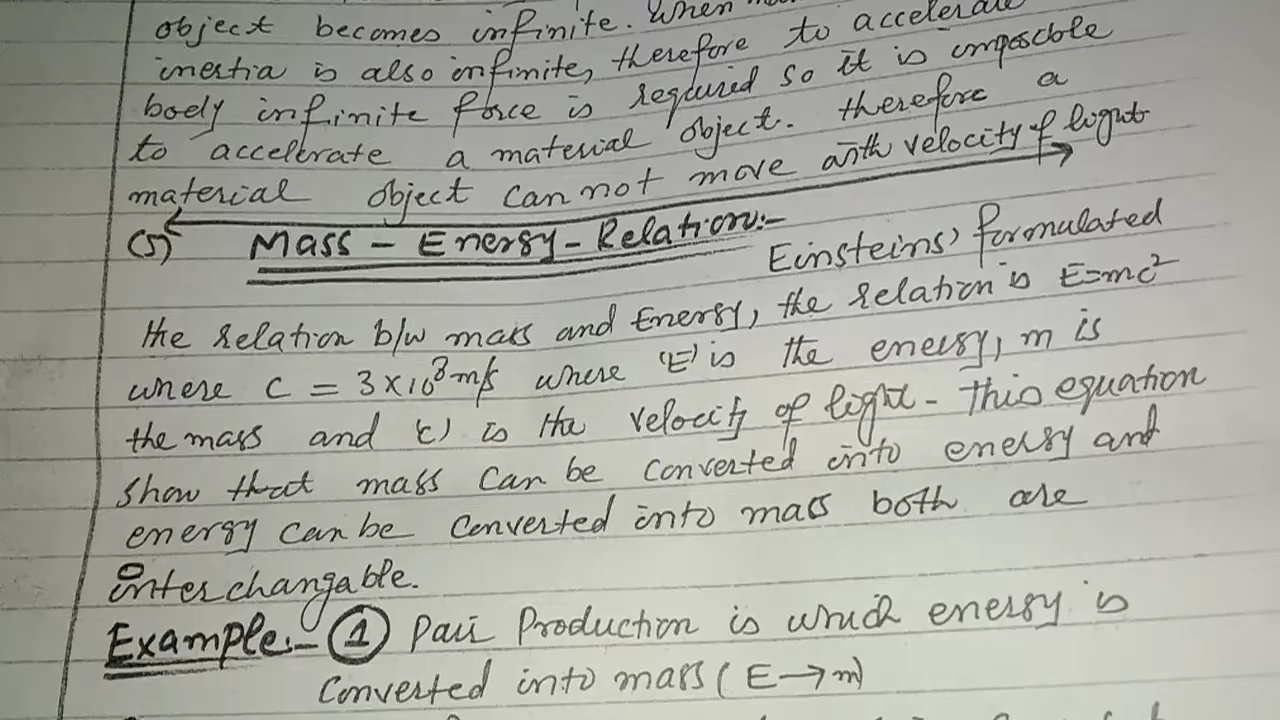 object becomes infinite. When
inertia is also infinite, therefore to accelerate
body infinite force is required so it is imposcble
to accelerate a material object. therefore a
material object can not move with velocity of light
(5) Mass - Energy - Relation:-
Einsteins' formulated
the relation b/w mass and Energy, the relation is E=mc²
where c = 3×10⁸ m/s where 'E' is the energy, m is
the mass and 'c' is the velocity of light - This equation
show that mass can be converted into energy and
energy can be converted into mass both are
interchangable.
Example:- ① Pair Production is which energy is
Converted into mass (E → m)